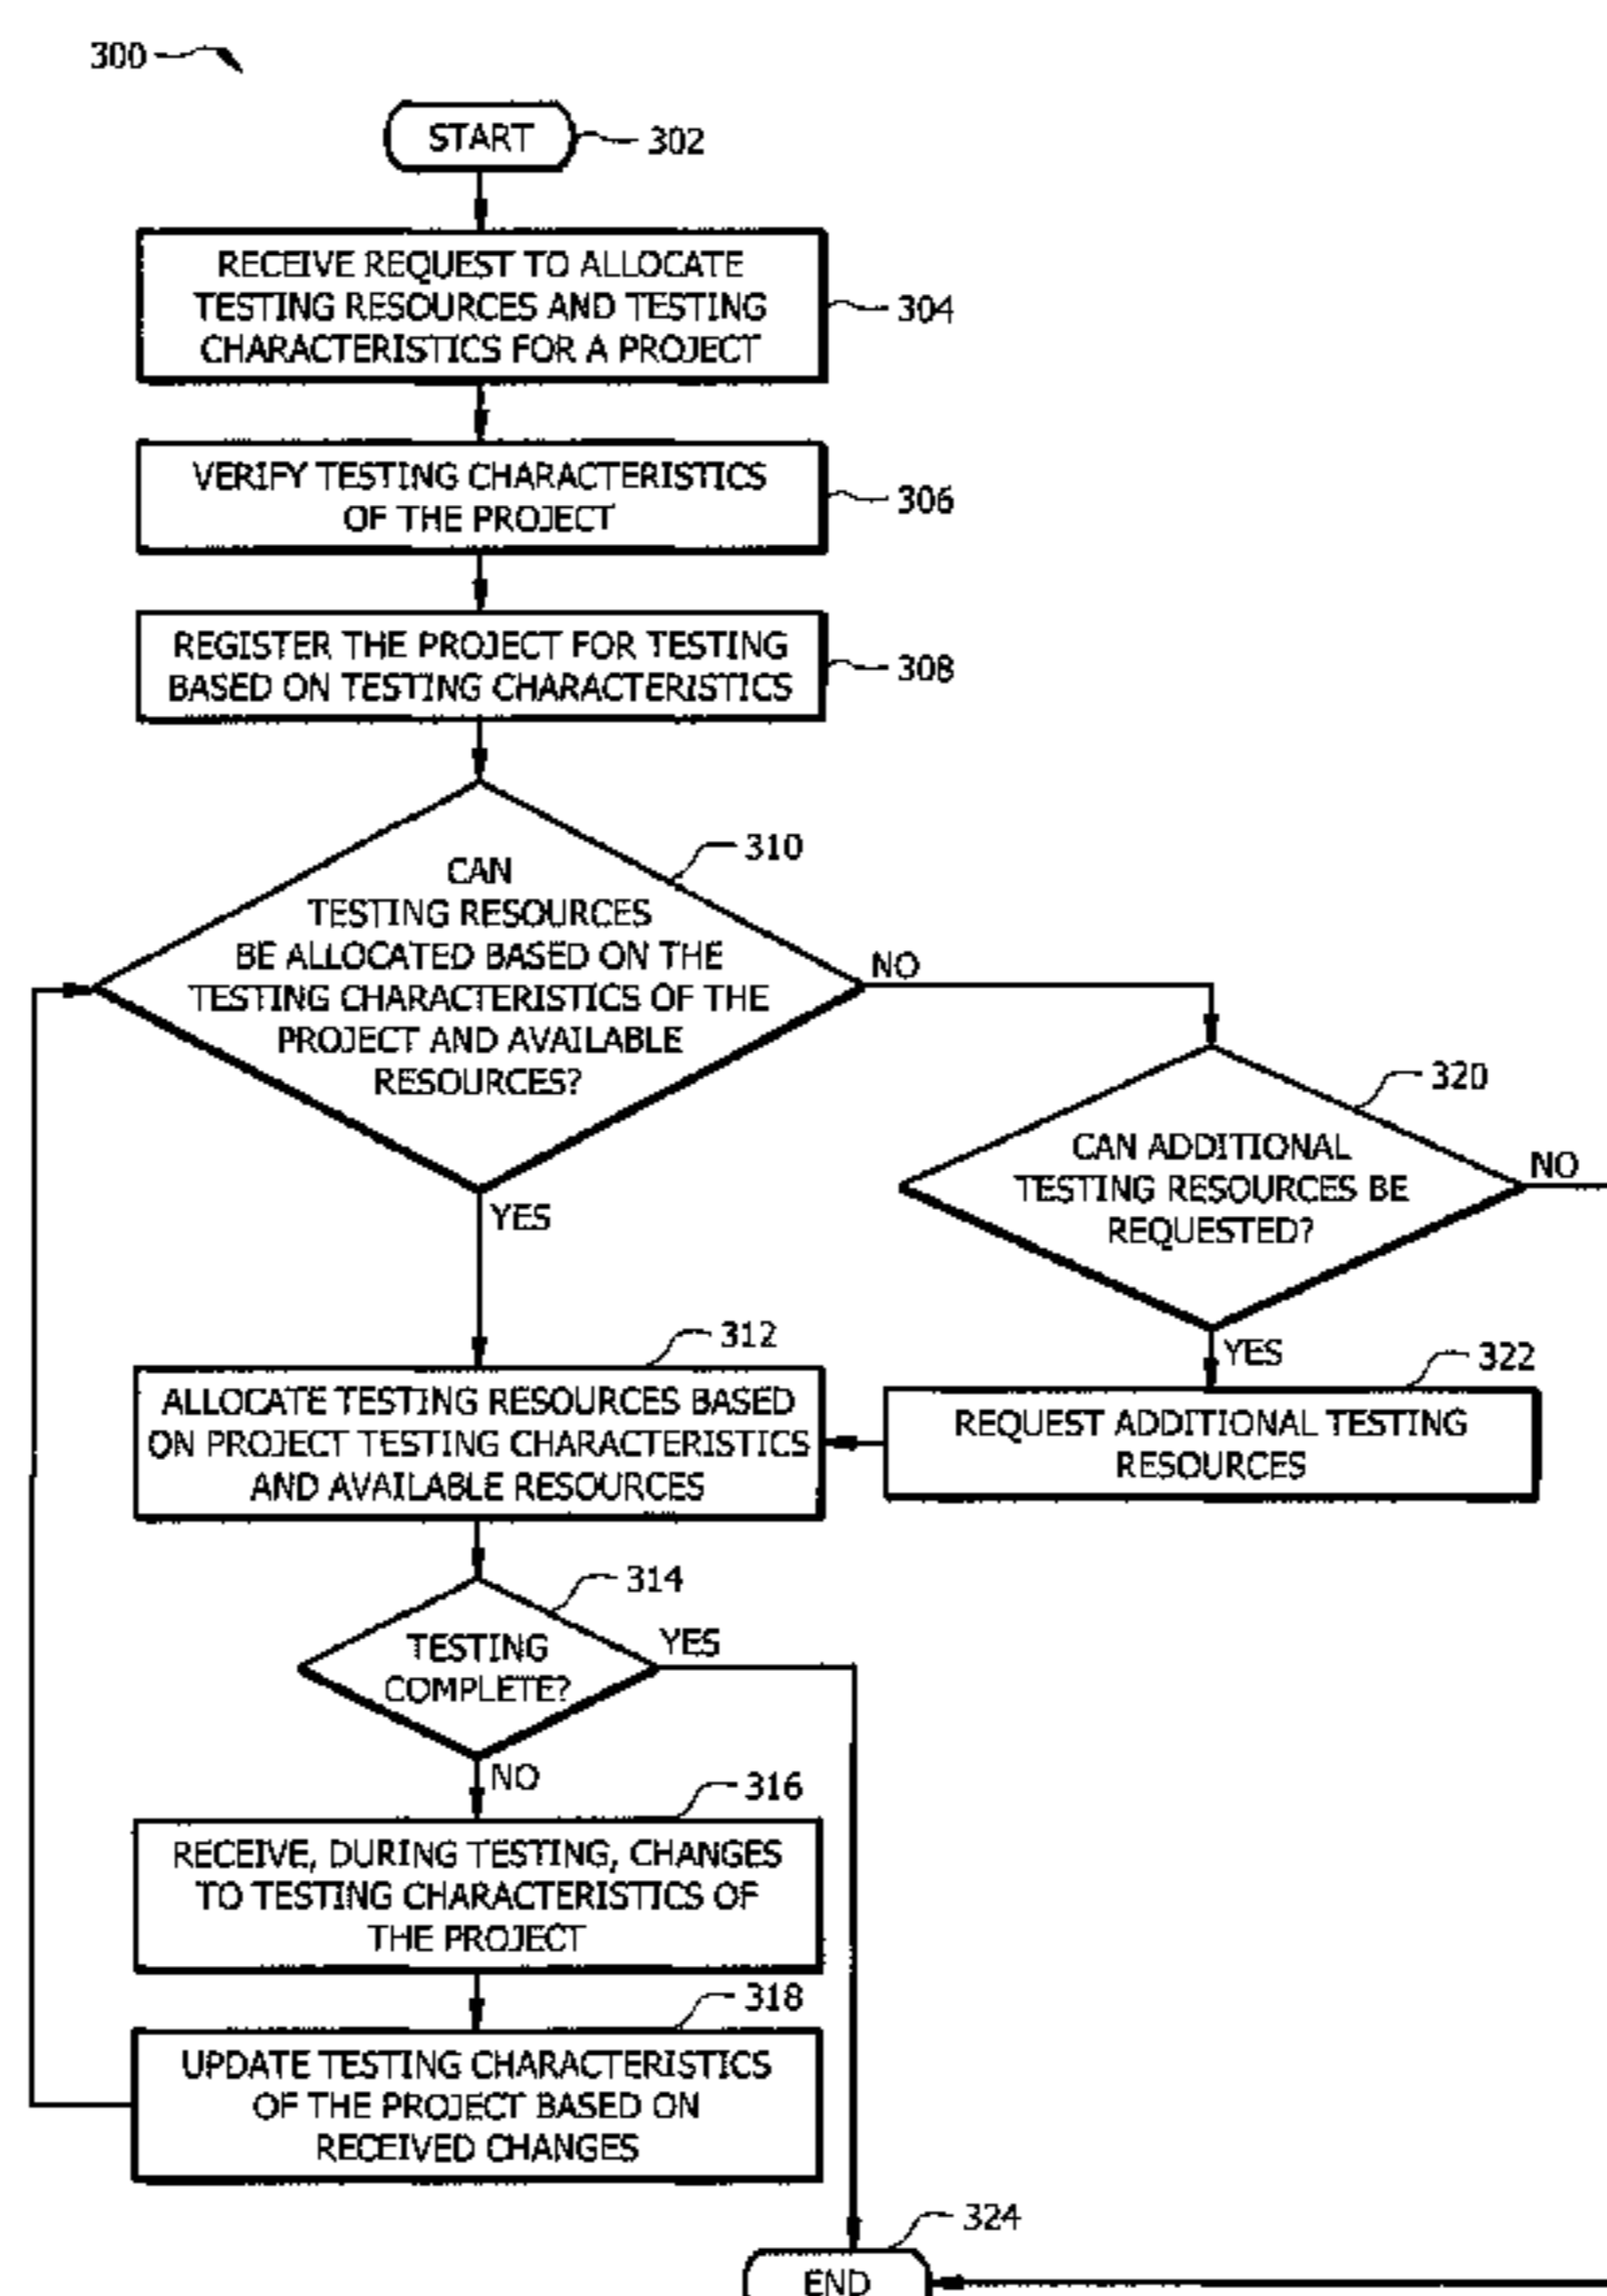 300
START
302
RECEIVE REQUEST TO ALLOCATE
TESTING RESOURCES AND TESTING
CHARACTERISTICS FOR A PROJECT
304
VERIFY TESTING CHARACTERISTICS
OF THE PROJECT
306
REGISTER THE PROJECT FOR TESTING
BASED ON TESTING CHARACTERISTICS
308
310
CAN
TESTING RESOURCES
BE ALLOCATED BASED ON THE
TESTING CHARACTERISTICS OF THE
PROJECT AND AVAILABLE
RESOURCES?
NO
YES
320
CAN ADDITIONAL
TESTING RESOURCES BE
REQUESTED?
NO
YES
312
ALLOCATE TESTING RESOURCES BASED
ON PROJECT TESTING CHARACTERISTICS
AND AVAILABLE RESOURCES
322
REQUEST ADDITIONAL TESTING
RESOURCES
314
TESTING
COMPLETE?
YES
NO
316
RECEIVE, DURING TESTING, CHANGES
TO TESTING CHARACTERISTICS OF
THE PROJECT
318
UPDATE TESTING CHARACTERISTICS
OF THE PROJECT BASED ON
RECEIVED CHANGES
324
END